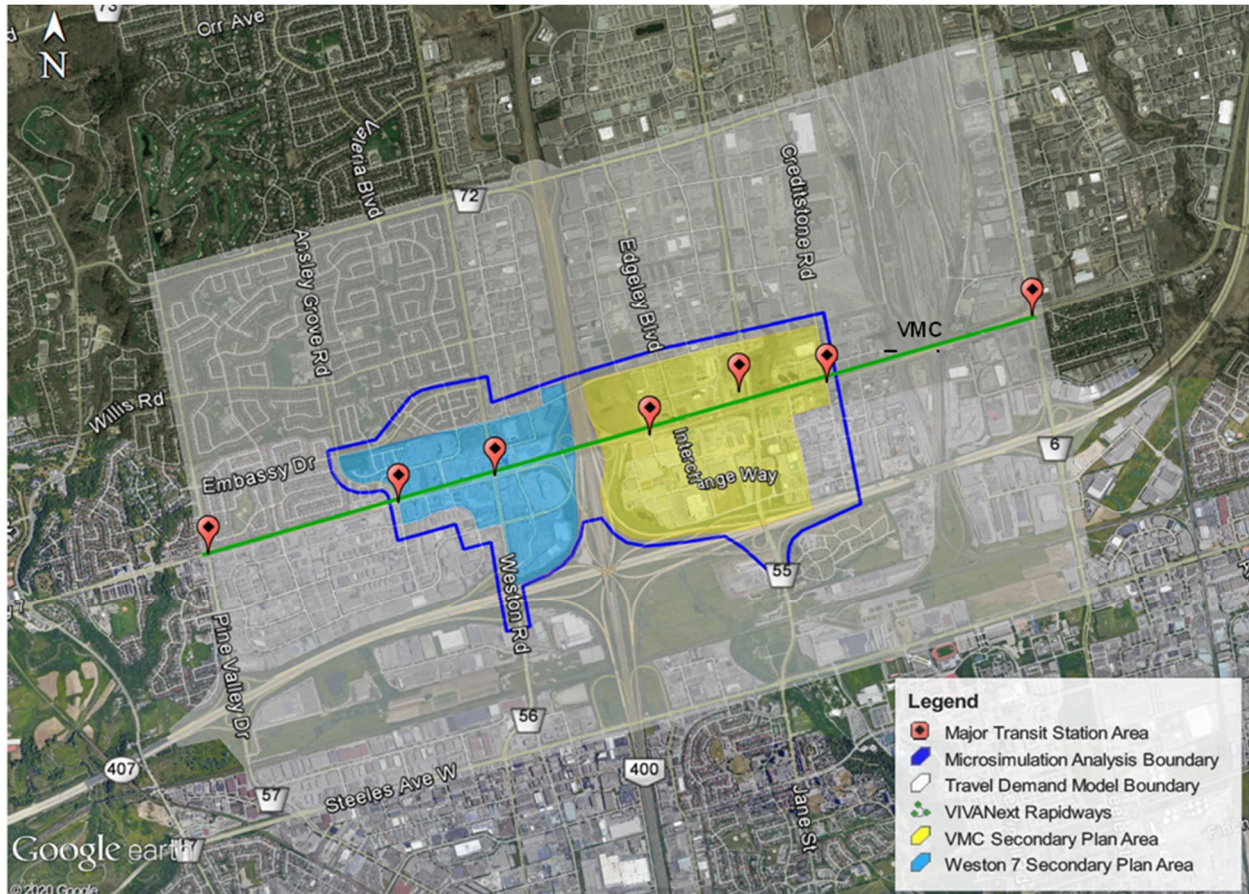 73
Orr Ave
N
Valeria Blvd
72
Creditstone Rd
Ansley Grove Rd
Edgeley Blvd
VMC
Willis Rd
Embassy Dr
Interchange Way
6
Weston Rd
55
Pine Valley Dr
56
407
400
57
Steeles Ave W
Jane St
Google earth
© 2020 Google
Legend
Major Transit Station Area
Microsimulation Analysis Boundary
Travel Demand Model Boundary
VIVANext Rapidways
VMC Secondary Plan Area
Weston 7 Secondary Plan Area